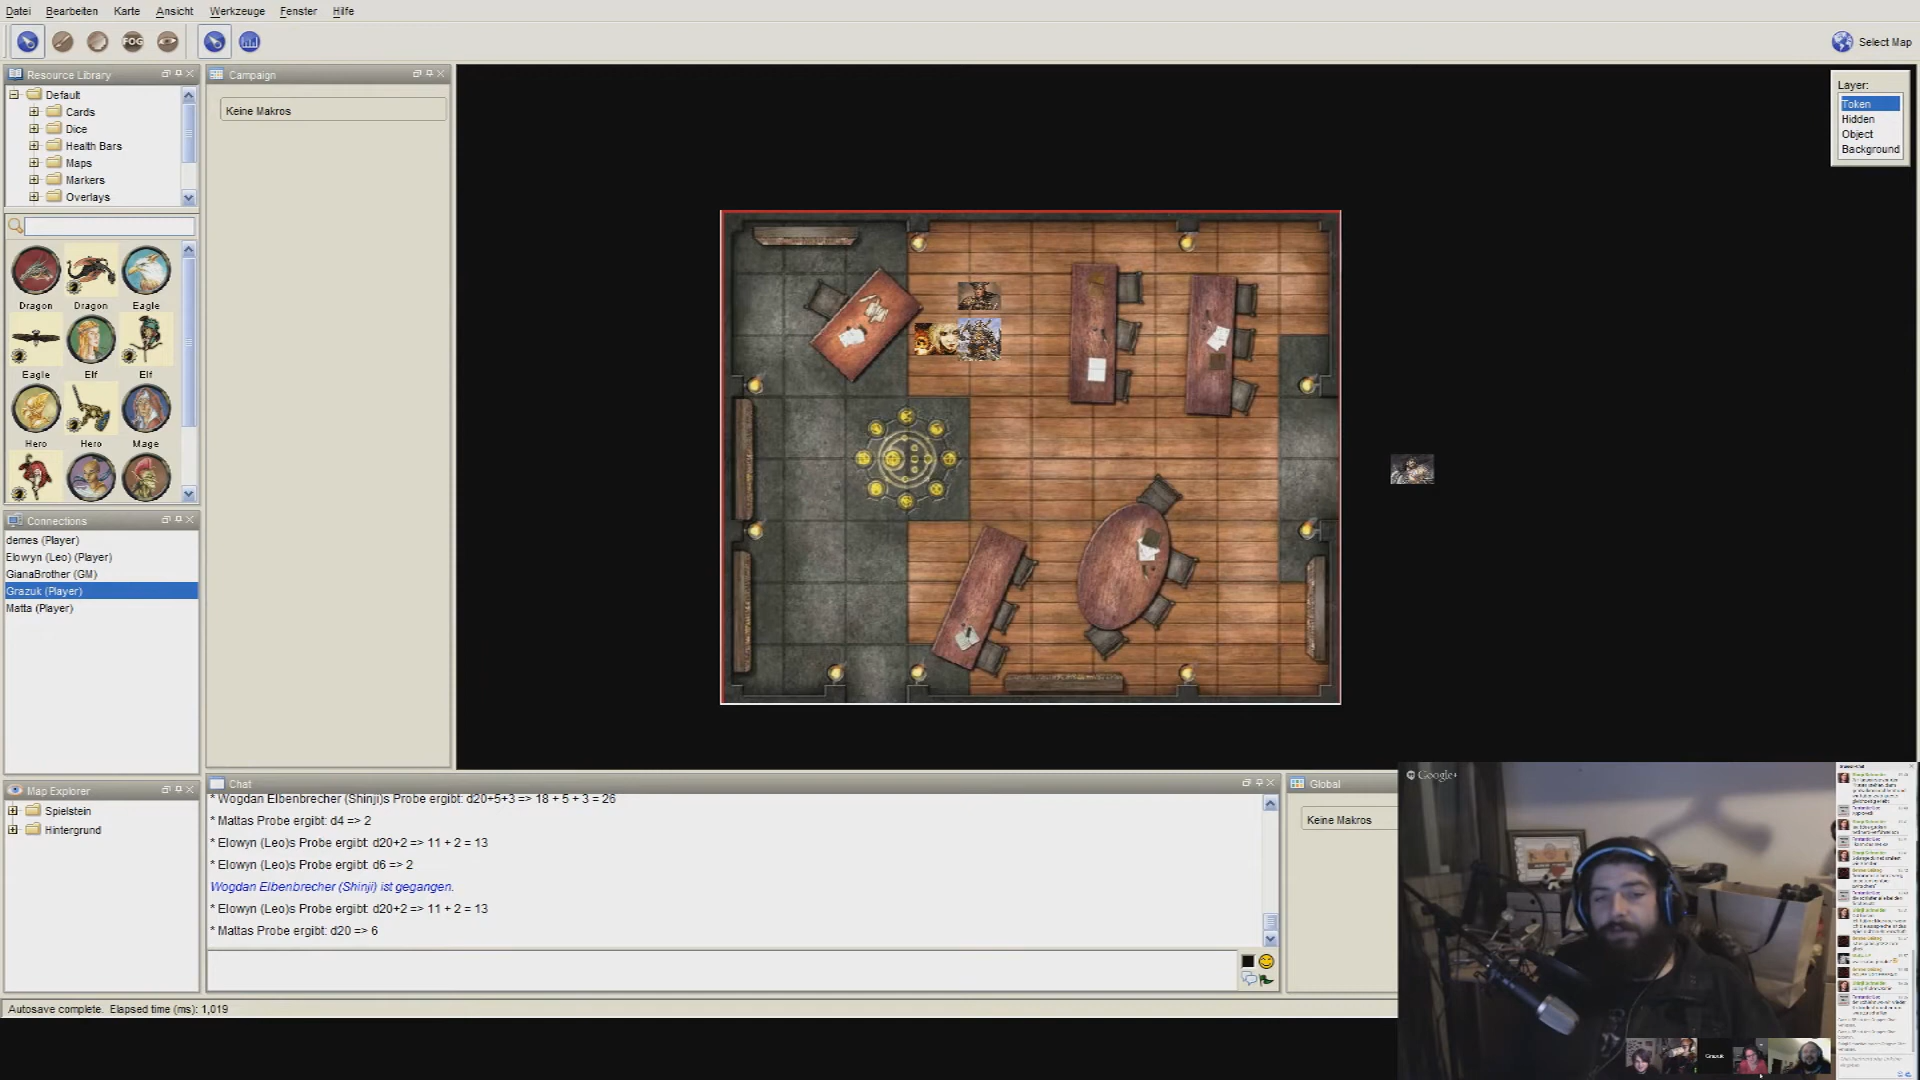 Datei Bearbeiten Karte Ansicht Werkzeuge Fenster Hilfe
FOG
Select Map
Resource Library
Default
Cards
Dice
Health Bars
Maps
Markers
Overlays
Dragon Dragon Eagle
Eagle Elf Elf
Hero Hero Mage
Campaign
Keine Makros
Layer:
Token
Hidden
Object
Background
Connections
demes (Player)
Elowyn (Leo) (Player)
GianaBrother (GM)
Grazuk (Player)
Matta (Player)
Map Explorer
Spielstein
Hintergrund
Chat
* Wogdan Elbenbrecher (Shinji)s Probe ergibt: d20+5+3 => 18 + 5 + 3 = 26
* Mattas Probe ergibt: d4 => 2
* Elowyn (Leo)s Probe ergibt: d20+2 => 11 + 2 = 13
* Elowyn (Leo)s Probe ergibt: d6 => 2
Wogdan Elbenbrecher (Shinji) ist gegangen.
* Elowyn (Leo)s Probe ergibt: d20+2 => 11 + 2 = 13
* Mattas Probe ergibt: d20 => 6
Global
Keine Makros
Google+
Grazuk
Autosave complete. Elapsed time (ms): 1,019